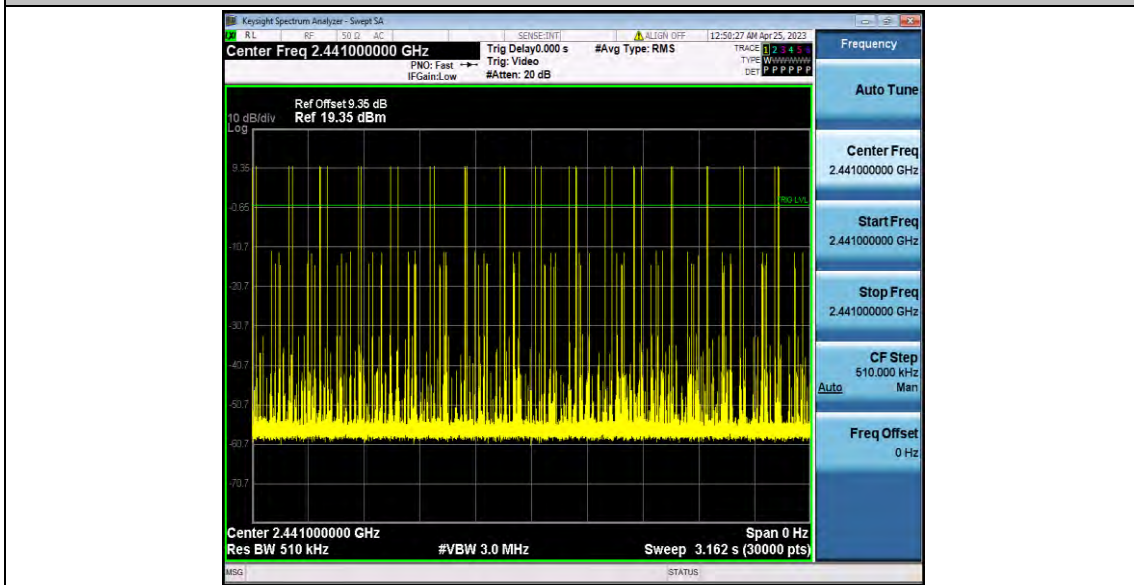 Keysight Spectrum Analyzer - Swept SA
RL RF 50 Ω AC SENSE:INT ALIGN OFF 12:50:27 AM Apr 25, 2023
Center Freq 2.441000000 GHz
PNO: Fast
IFGain:Low
Trig Delay0.000 s
Trig: Video
#Atten: 20 dB
#Avg Type: RMS
TRACE 1 2 3 4 5 6
TYPE W
DET P P P P P P
Ref Offset 9.35 dB
10 dB/div Ref 19.35 dBm
Log
9.35
-0.65
TRIG LVL
-10.7
-20.7
-30.7
-40.7
-50.7
-60.7
-70.7
Center 2.441000000 GHz Span 0 Hz
Res BW 510 kHz #VBW 3.0 MHz Sweep 3.162 s (30000 pts)
MSG STATUS
Frequency
Auto Tune
Center Freq
2.441000000 GHz
Start Freq
2.441000000 GHz
Stop Freq
2.441000000 GHz
CF Step
510.000 kHz
Auto Man
Freq Offset
0 Hz